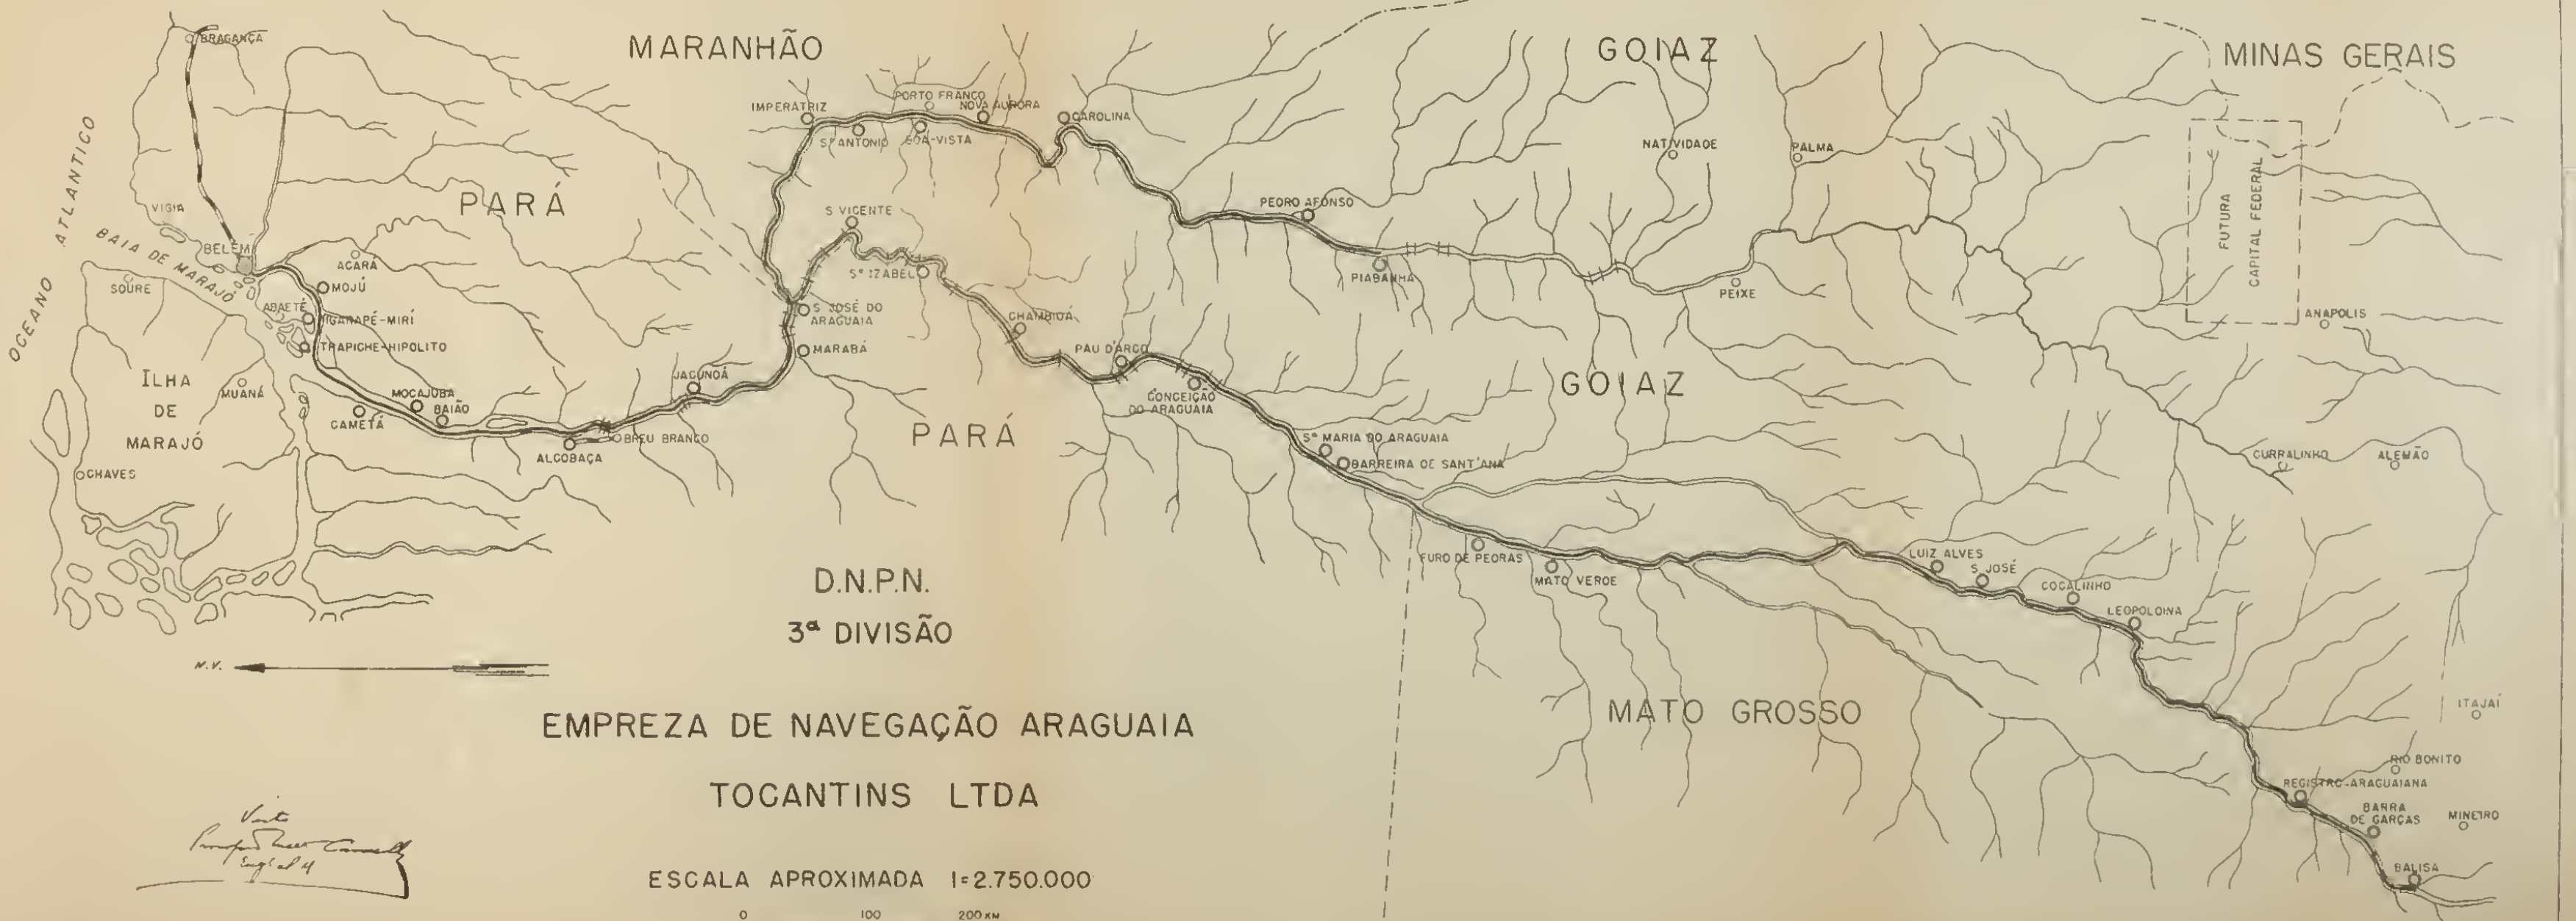 MARANHÃO
GOIAZ
MINAS GERAIS
BRAGANÇA
OCEANO ATLANTICO
PARÁ
IMPERATRIZ
PORTO FRANCO
NOVA AURORA
CAROLINA
Sº ANTONIO
BOA-VISTA
NATIVIDADE
PALMA
VIGIA
BAIA DE MARAJÓ
BELEM
S VICENTE
PEDRO AFONSO
FUTURA
CAPITAL FEDERAL
SOURE
ACARÁ
MOJÚ
Sª IZABEL
PIABANHA
PEIXE
ABAETÉ
IGARAPÉ-MIRÍ
S JOSÉ DO
ARAGUAIA
CHAMBIOÁ
ANAPOLIS
TRAPICHE-HIPOLITO
MARABÁ
PAU D'ARCO
ILHA
DE
MARAJÓ
MUANÁ
MOCAJUBA
BAIÃO
CAMETÁ
JACUNDÁ
CONCEIÇÃO
DO ARAGUAIA
GOIAZ
BREU BRANCO
ALCOBAÇA
PARÁ
Sª MARIA DO ARAGUAIA
BARREIRA DE SANT'ANA
CURRALINHO
ALEMÃO
CHAVES
FURO DE PEDRAS
MATO VERDE
LUIZ ALVES
S JOSÉ
COCALINHO
LEOPOLDINA
D.N.P.N.
3ª DIVISÃO
N.V.
MATO GROSSO
ITAJAÍ
EMPREZA DE NAVEGAÇÃO ARAGUAIA
TOCANTINS LTDA
RIO BONITO
REGISTRO-ARAGUAIANA
BARRA
DE GARÇAS
MINEIRO
BALISA
Visto
ESCALA APROXIMADA 1=2.750.000
0 100 200 KM